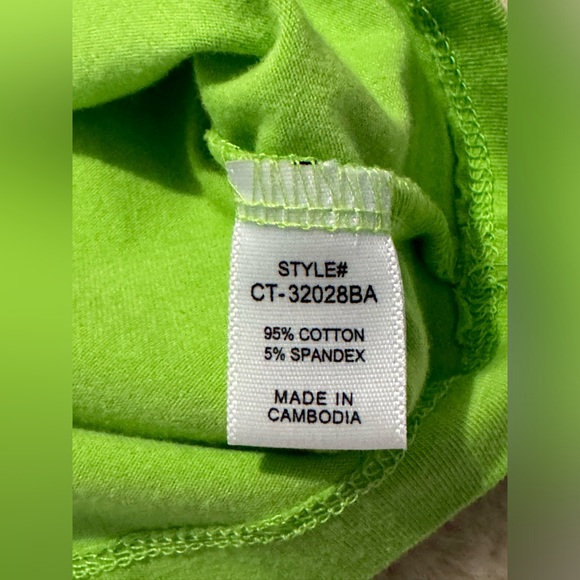 STYLE#
CT-32028BA
95% COTTON
5% SPANDEX
MADE IN
CAMBODIA